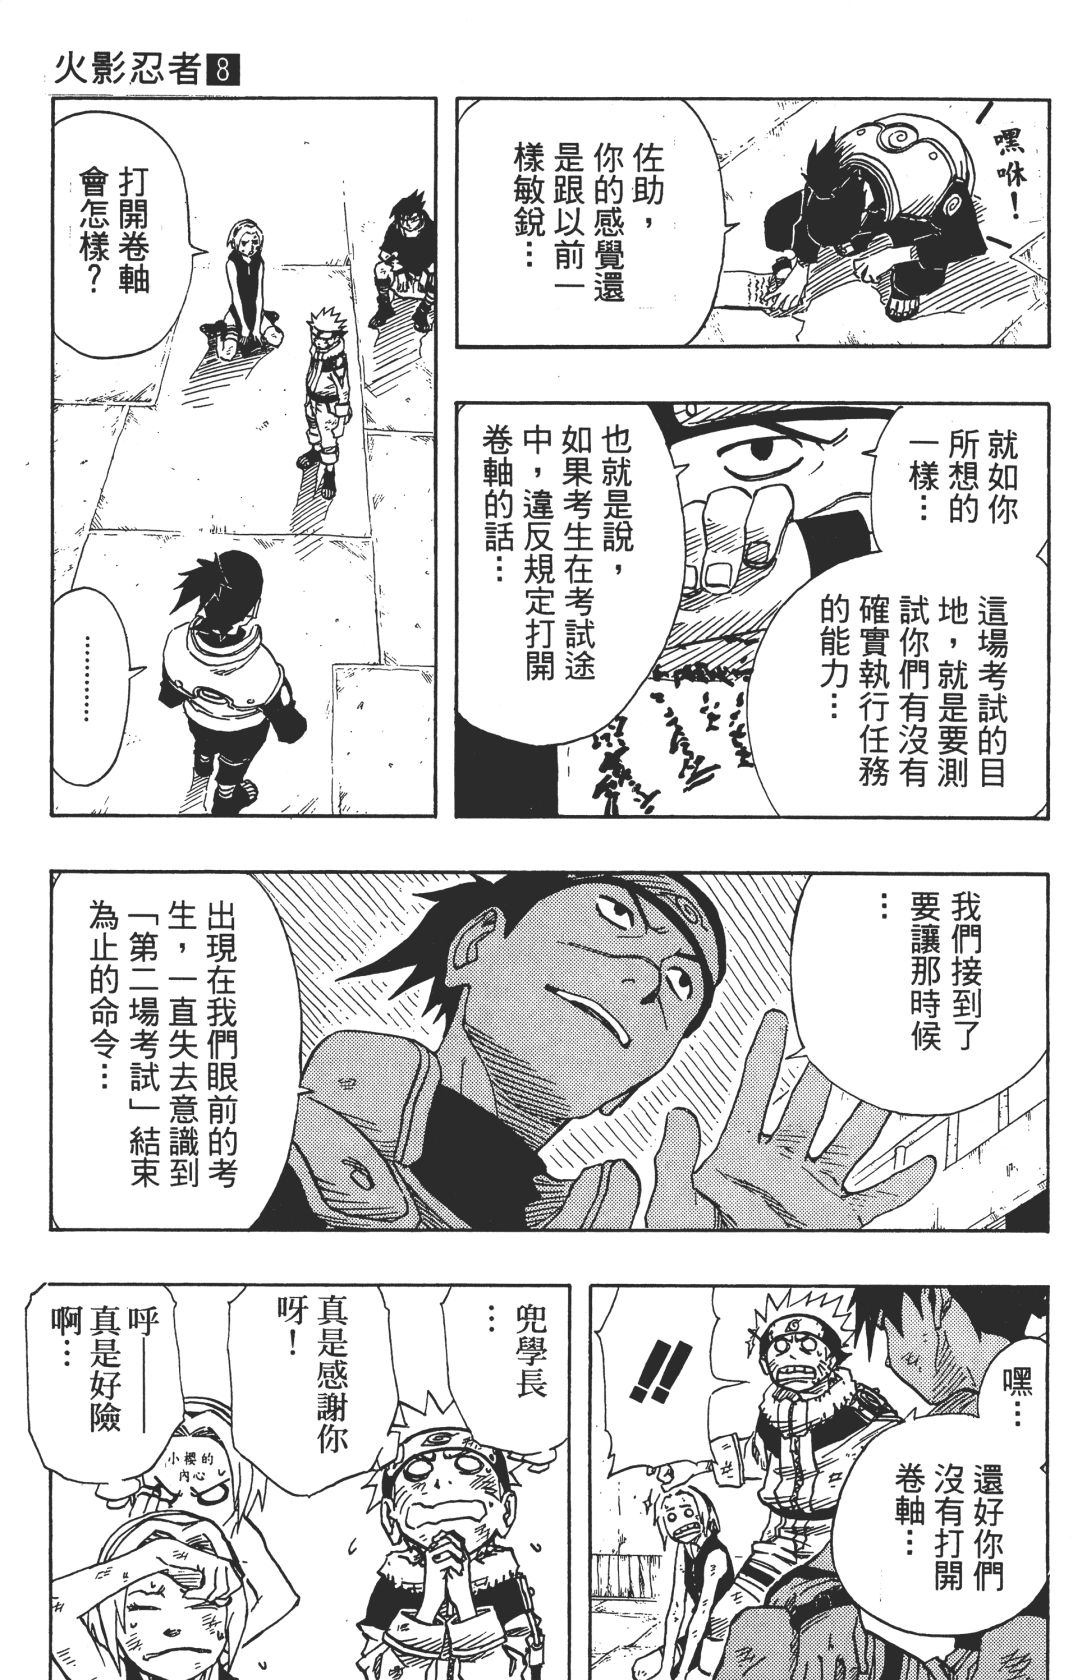 火影忍者8
嘿咻！
佐助，
你的感覺還
是跟以前一
樣敏銳…
就如你
所想的
一樣…
這場考試的目
地，就是要測
試你們有沒有
確實執行任務
的能力…
也就是說，
如果考生在考試途
中，違反規定打開
卷軸的話…
打開卷軸
會怎樣？
………
我們接到了
要讓那時候
…
出現在我們眼前的考
生，一直失去意識到
「第二場考試」結束
為止的命令…
嘿…
還好你們
沒有打開
卷軸…
!!
兜學長
…
真是感謝你
呀！
小櫻的
內心
呼——
真是好險
啊…